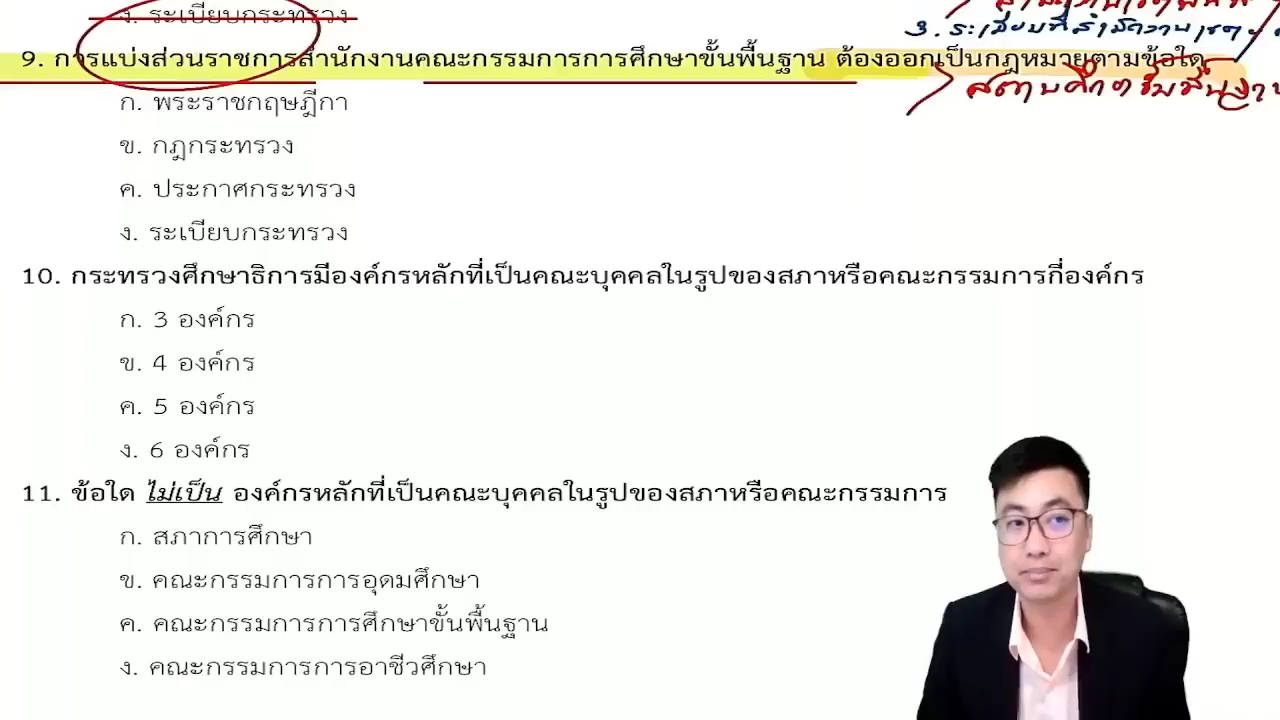 ง. ระเบียบกระทรวง
3. ระเบียบที่
9. การแบ่งส่วนราชการสำนักงานคณะกรรมการการศึกษาขั้นพื้นฐาน ต้องออกเป็นกฎหมายตามข้อใด
ก. พระราชกฤษฎีกา
ข. กฎกระทรวง
ค. ประกาศกระทรวง
ง. ระเบียบกระทรวง
10. กระทรวงศึกษาธิการมีองค์กรหลักที่เป็นคณะบุคคลในรูปของสภาหรือคณะกรรมการกี่องค์กร
ก. 3 องค์กร
ข. 4 องค์กร
ค. 5 องค์กร
ง. 6 องค์กร
11. ข้อใด ไม่เป็น องค์กรหลักที่เป็นคณะบุคคลในรูปของสภาหรือคณะกรรมการ
ก. สภาการศึกษา
ข. คณะกรรมการการอุดมศึกษา
ค. คณะกรรมการการศึกษาขั้นพื้นฐาน
ง. คณะกรรมการการอาชีวศึกษา